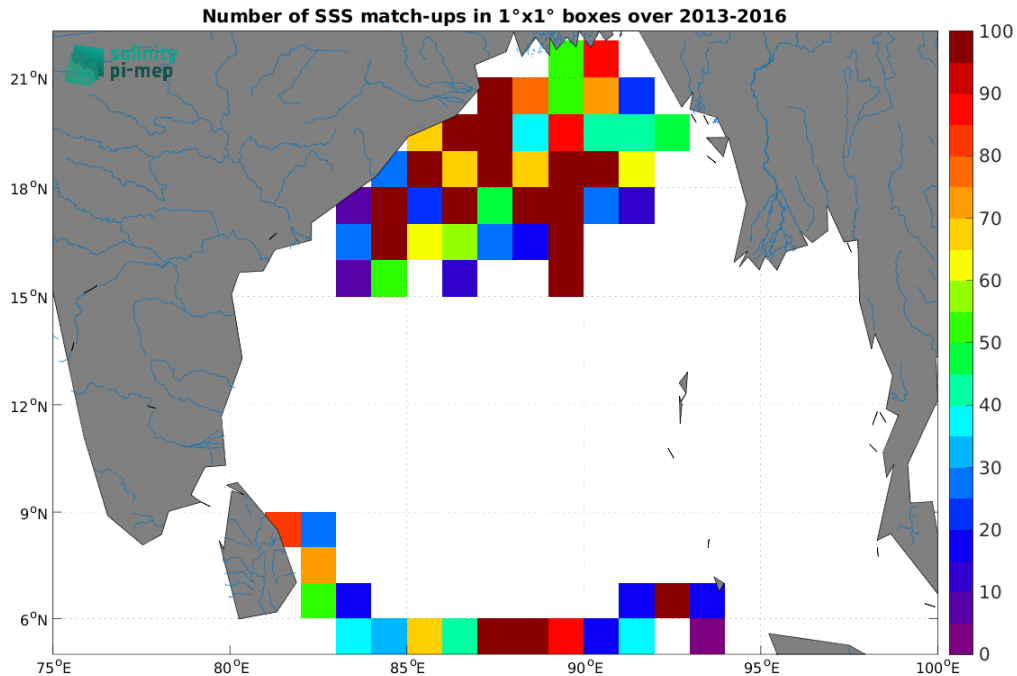 Number of SSS match-ups in 1°x1° boxes over 2013-2016
salinity
pi-mep
21°N
18°N
15°N
12°N
9°N
6°N
75°E
80°E
85°E
90°E
95°E
100°E
100
90
80
70
60
50
40
30
20
10
0